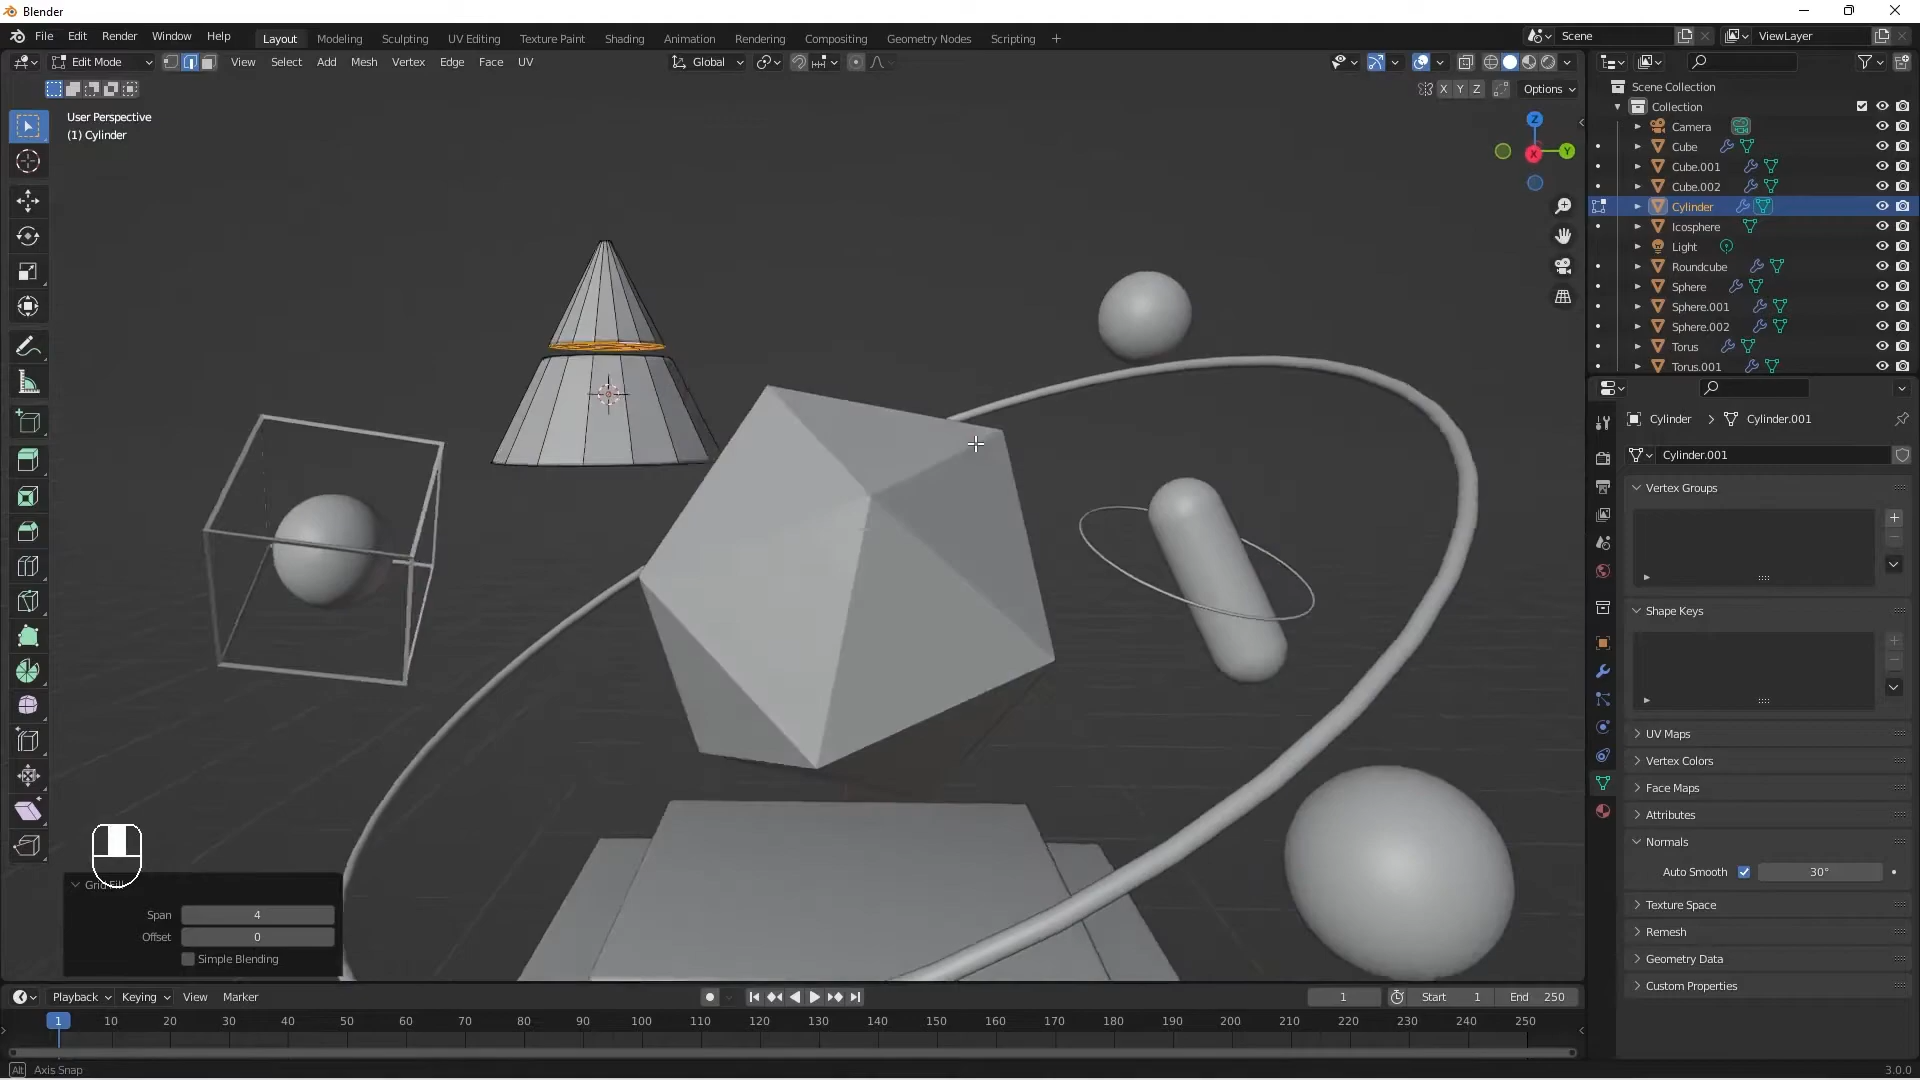 Blender
File Edit Render Window Help
Layout Modeling Sculpting UV Editing Texture Paint Shading Animation Rendering Compositing Geometry Nodes Scripting +
Scene
ViewLayer
Edit Mode View Select Add Mesh Vertex Edge Face UV
Global
X Y Z Options
User Perspective
(1) Cylinder
Z
Y
X
Scene Collection
Collection
Camera
Cube
Cube.001
Cube.002
Cylinder
Icosphere
Light
Roundcube
Sphere
Sphere.001
Sphere.002
Torus
Torus.001
Cylinder > Cylinder.001
Cylinder.001
Vertex Groups
Shape Keys
UV Maps
Vertex Colors
Face Maps
Attributes
Normals
Auto Smooth 30°
Texture Space
Remesh
Geometry Data
Custom Properties
Grid Fill
Span 4
Offset 0
Simple Blending
Playback Keying View Marker
1 Start 1 End 250
1 10 20 30 40 50 60 70 80 90 100 110 120 130 140 150 160 170 180 190 200 210 220 230 240 250
Alt Axis Snap
3.0.0